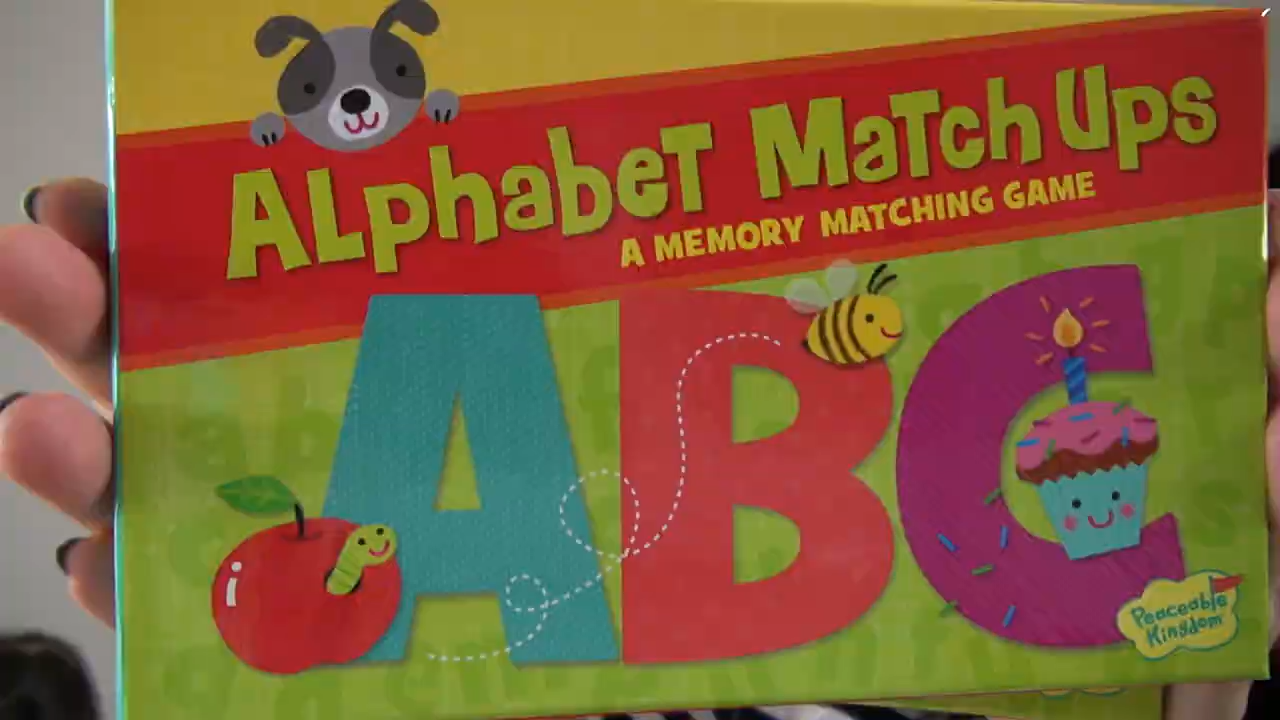 Alphabet Match Ups
A MEMORY MATCHING GAME
ABC
Peaceable
Kingdom